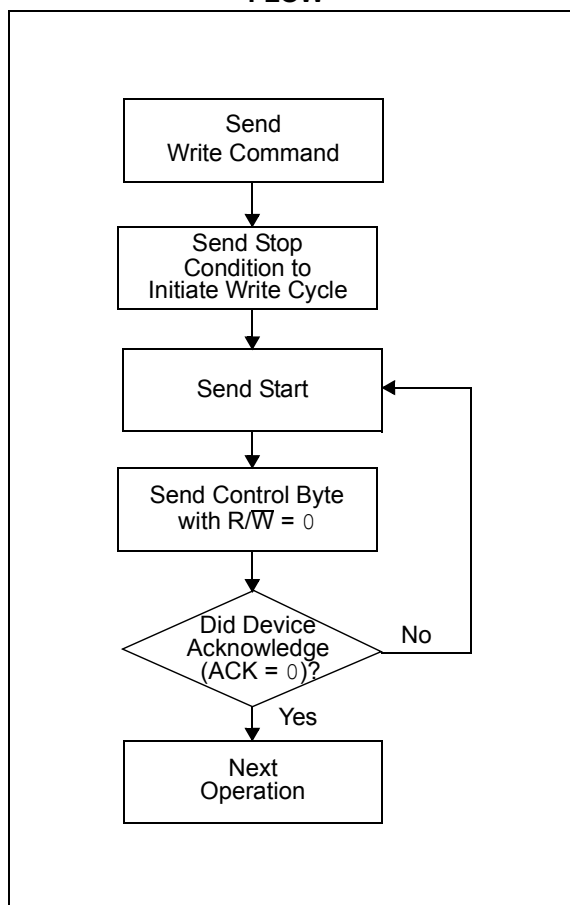 FLOW
Send
Write Command
Send Stop
Condition to
Initiate Write Cycle
Send Start
Send Control Byte
with R/W̅ = 0
Did Device
Acknowledge
(ACK = 0)?
No
Yes
Next
Operation